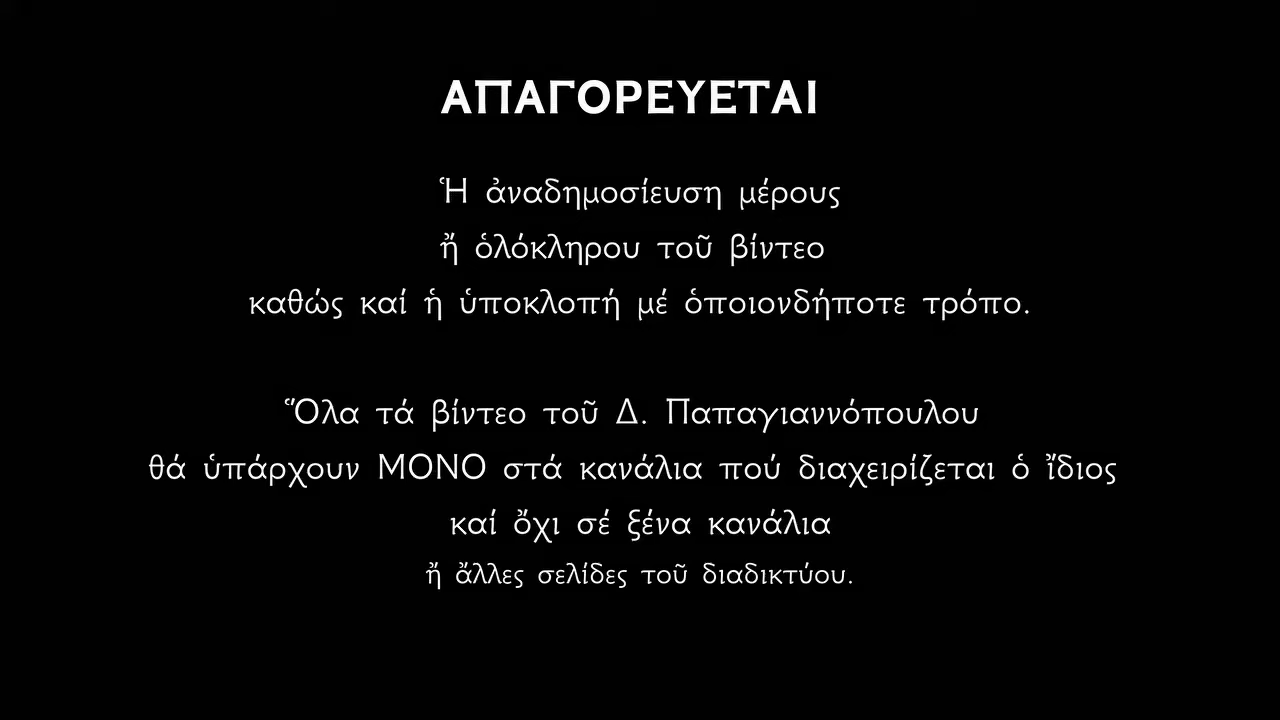 ΑΠΑΓΟΡΕΥΕΤΑΙ
Ἡ ἀναδημοσίευση μέρους
ἤ ὁλόκληρου τοῦ βίντεο
καθώς καί ἡ ὑποκλοπή μέ ὁποιονδήποτε τρόπο.
Ὅλα τά βίντεο τοῦ Δ. Παπαγιαννόπουλου
θά ὑπάρχουν ΜΟΝΟ στά κανάλια πού διαχειρίζεται ὁ ἴδιος
καί ὄχι σέ ξένα κανάλια
ἤ ἄλλες σελίδες τοῦ διαδικτύου.